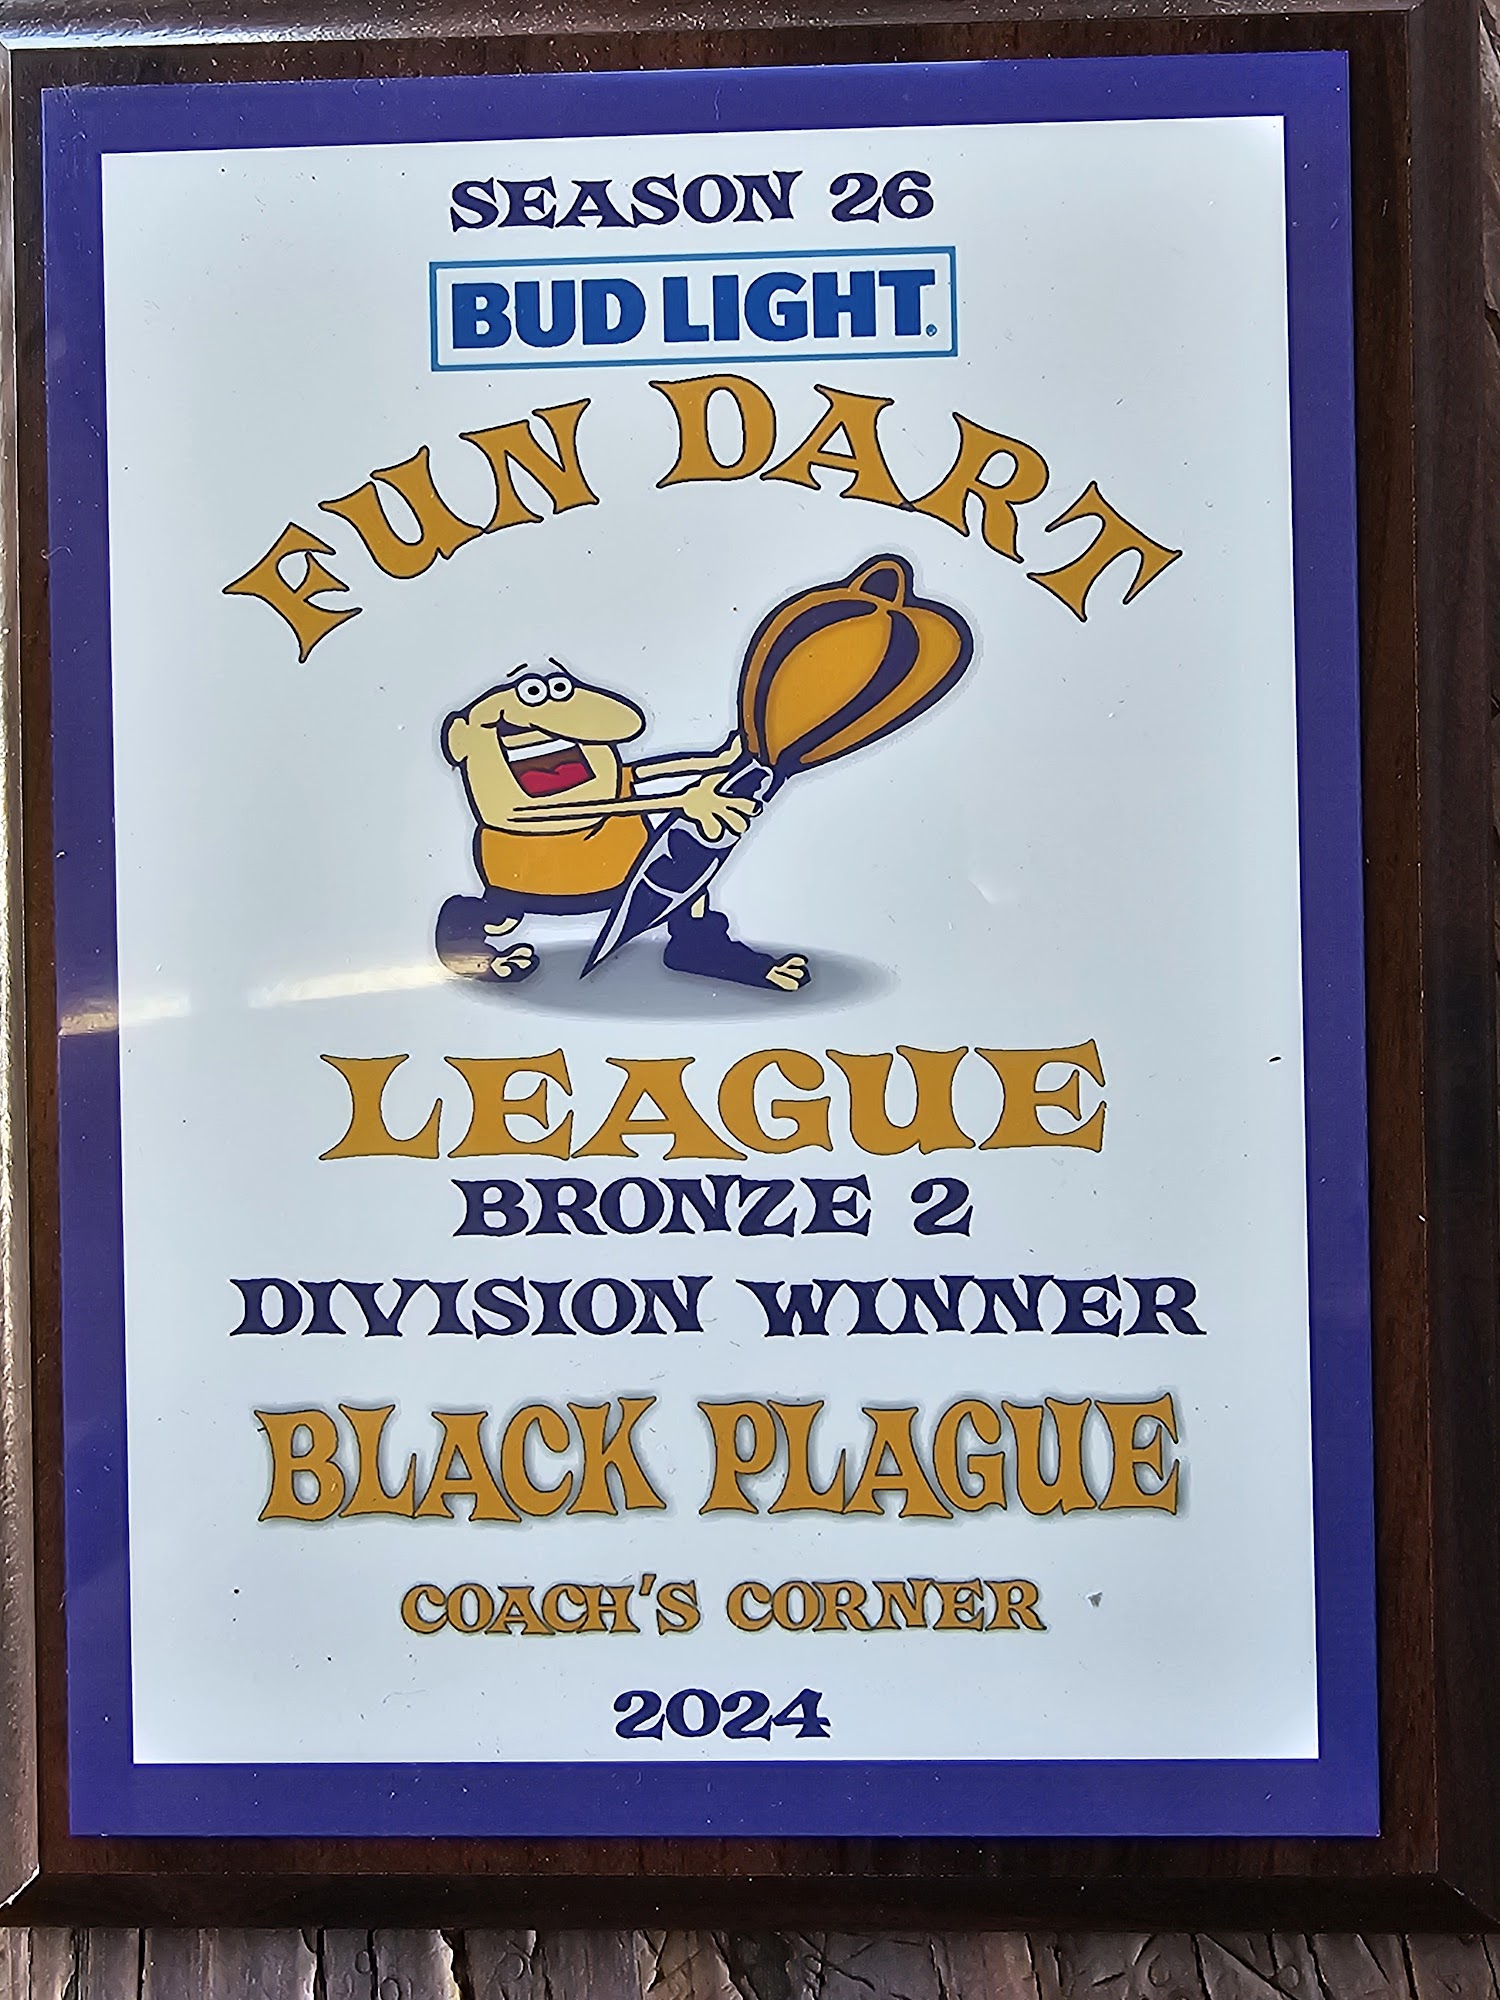 SEASON 26
BUD LIGHT.
FUN DART
LEAGUE
BRONZE 2
DIVISION WINNER
BLACK PLAGUE
COACH'S CORNER
2024